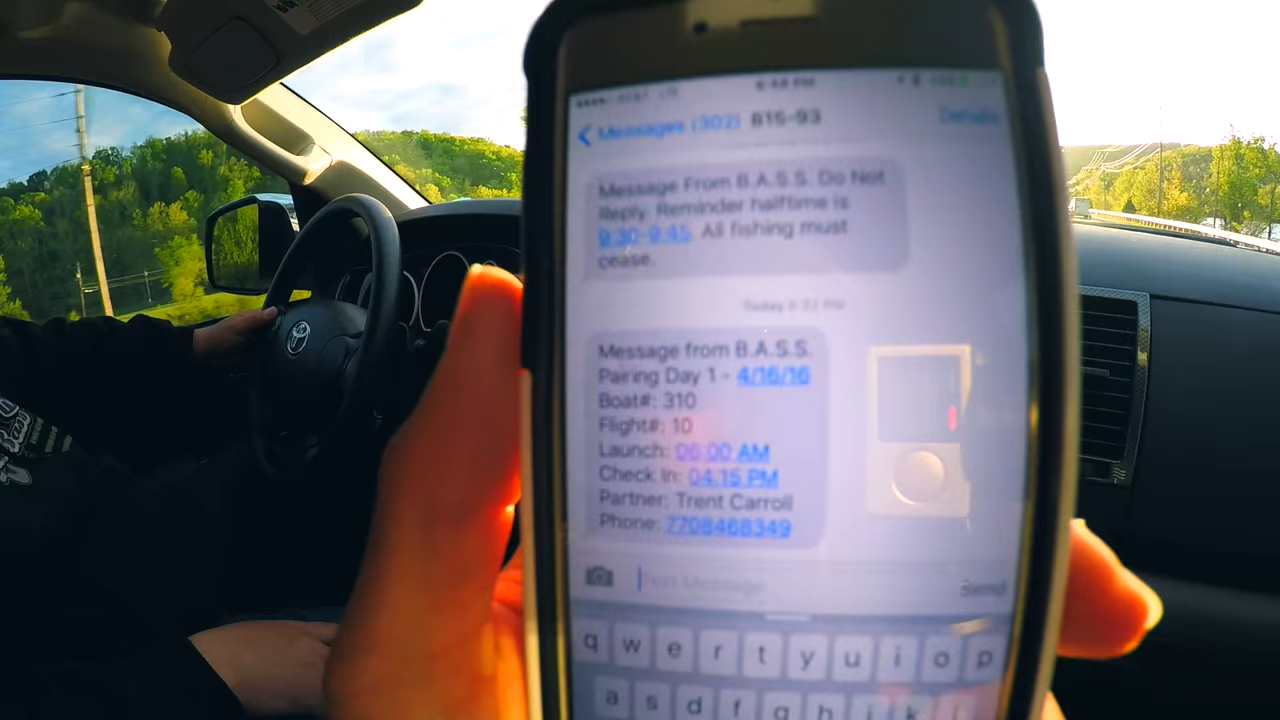 Messages (302) 815-93 Details
Message From B.A.S.S. Do Not
Reply. Reminder halftime is
9:30-9:45. All fishing must
cease.
Message from B.A.S.S.
Pairing Day 1 - 4/16/16
Boat#: 310
Flight#: 10
Launch: 06:00 AM
Check In: 04:15 PM
Partner: Trent Carroll
Phone: 7708468349
Text Message Send
q w e r t y u i o p
a s d f g h j k l